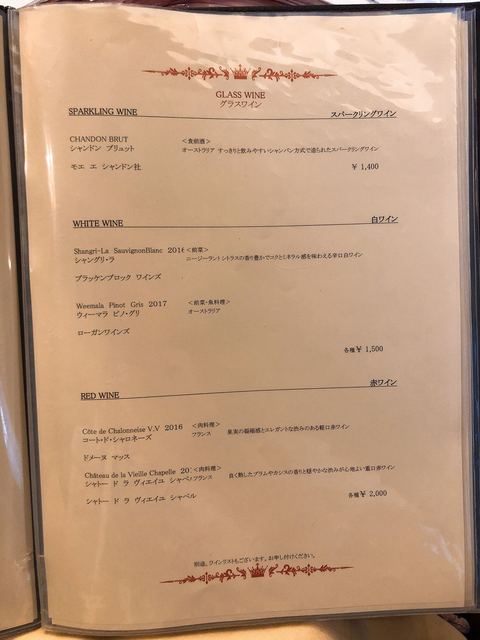 GLASS WINE
グラスワイン
SPARKLING WINE スパークリングワイン
CHANDON BRUT ＜食前酒＞
シャンドン ブリュット オーストラリア すっきりと飲みやすいシャンパン方式で造られたスパークリングワイン
モエ エ シャンドン社 ￥ 1,400
WHITE WINE 白ワイン
Shangri-La SauvignonBlanc 2016 ＜前菜＞
シャングリ・ラ ニュージーラント シトラスの香り豊かでコクとミネラル感を味わえる辛口白ワイン
ブラッケンブロック ワインズ
Weemala Pinot Gris 2017 ＜前菜・魚料理＞
ウィーマラ ピノ・グリ オーストラリア
ローガンワインズ
各種￥ 1,500
RED WINE 赤ワイン
Côte de Chalonneise V.V 2016 ＜肉料理＞
コート・ド・シャロネーズ フランス 果実の凝縮感とエレガントな渋みのある軽口赤ワイン
ドメーヌ マッス
Château de la Vieille Chapelle 20 ＜肉料理＞
シャトー ド ラ ヴィエイユ シャペル フランス 良く熟したプラムやカシスの香りと穏やかな渋みが心地よい重口赤ワイン
シャトー ド ラ ヴィエイユ シャペル 各種￥ 2,000
別途、ワインリストもございます。お申し付けください。